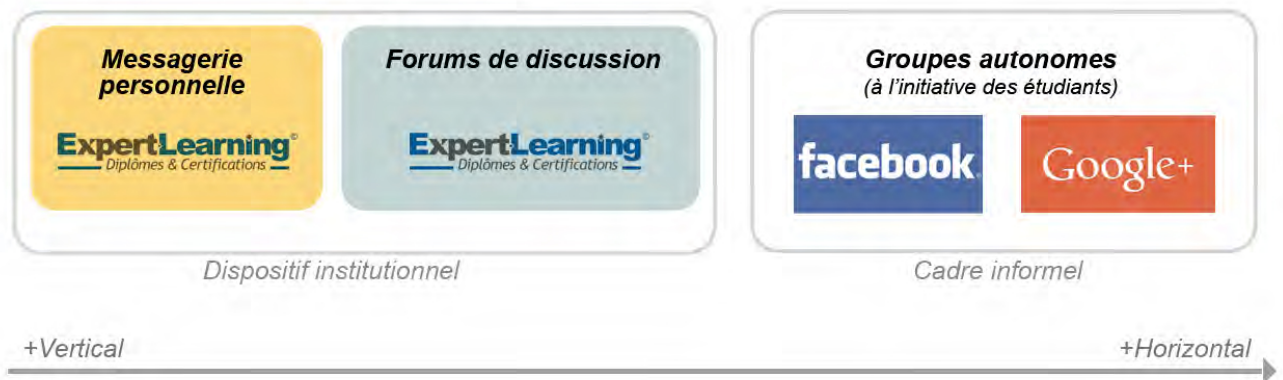 Messagerie
personnelle
ExpertLearning©
Diplômes & Certifications
Forums de discussion
ExpertLearning©
Diplômes & Certifications
Groupes autonomes
(à l'initiative des étudiants)
facebook
Google+
Dispositif institutionnel
Cadre informel
+Vertical
+Horizontal